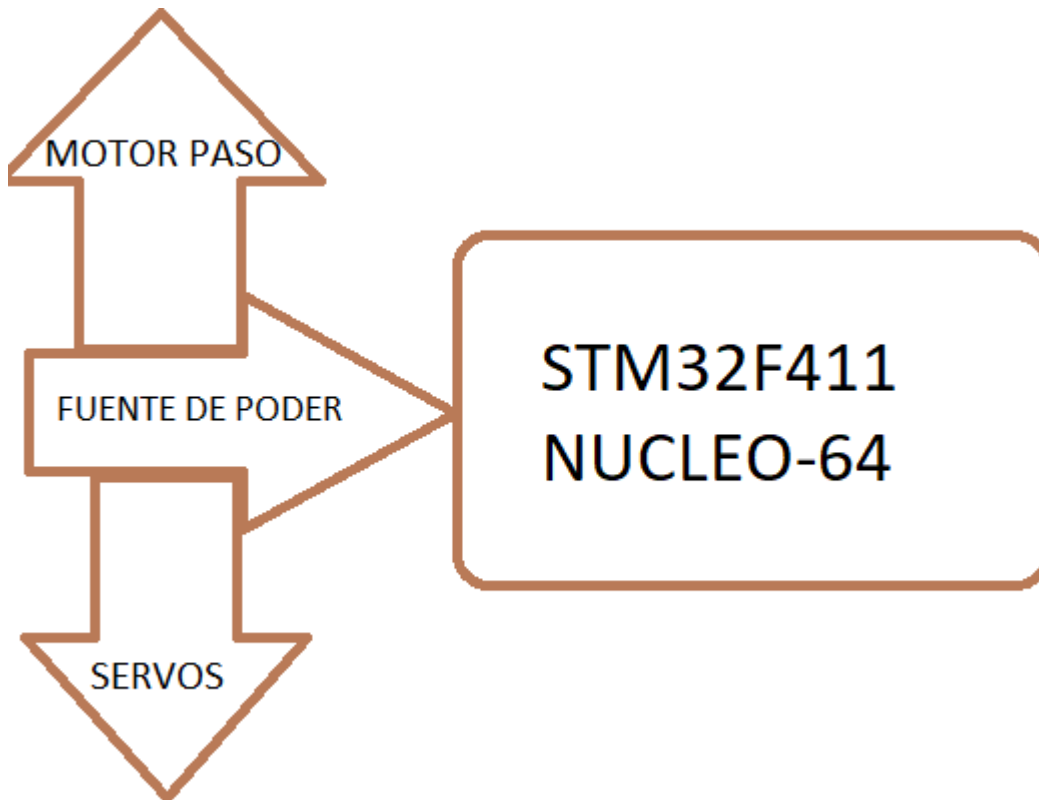 MOTOR PASO
FUENTE DE PODER
STM32F411
NUCLEO-64
SERVOS